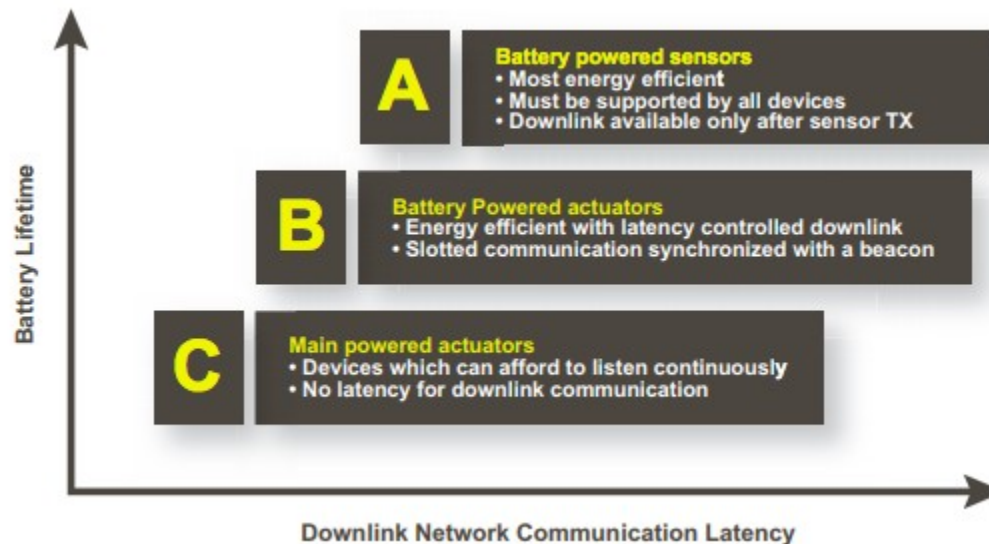 A
Battery powered sensors
• Most energy efficient
• Must be supported by all devices
• Downlink available only after sensor TX
B
Battery Powered actuators
• Energy efficient with latency controlled downlink
• Slotted communication synchronized with a beacon
C
Main powered actuators
• Devices which can afford to listen continuously
• No latency for downlink communication
Battery Lifetime
Downlink Network Communication Latency